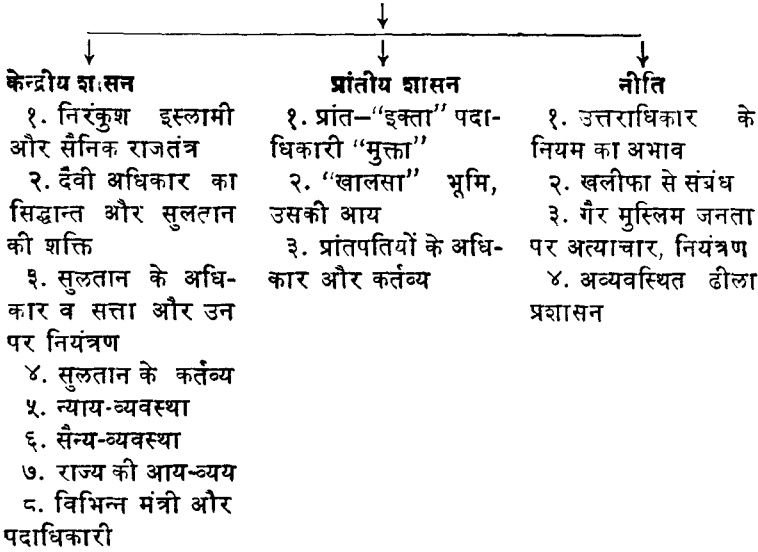 केन्द्रीय शासन
१. निरंकुश इस्लामी
और सैनिक राजतंत्र
२. दैवी अधिकार का
सिद्धान्त और सुलतान
की शक्ति
३. सुलतान के अधि-
कार व सत्ता और उन
पर नियंत्रण
४. सुलतान के कर्तव्य
५. न्याय-व्यवस्था
६. सैन्य-व्यवस्था
७. राज्य की आय-व्यय
८. विभिन्न मंत्री और
पदाधिकारी
प्रांतीय शासन
१. प्रांत–“इक्ता” पदा-
धिकारी “मुक्ता”
२. “खालसा” भूमि,
उसकी आय
३. प्रांतपतियों के अधि-
कार और कर्तव्य
नीति
१. उत्तराधिकार के
नियम का अभाव
२. खलीफा से संबंध
३. गैर मुस्लिम जनता
पर अत्याचार, नियंत्रण
४. अव्यवस्थित ढीला
प्रशासन